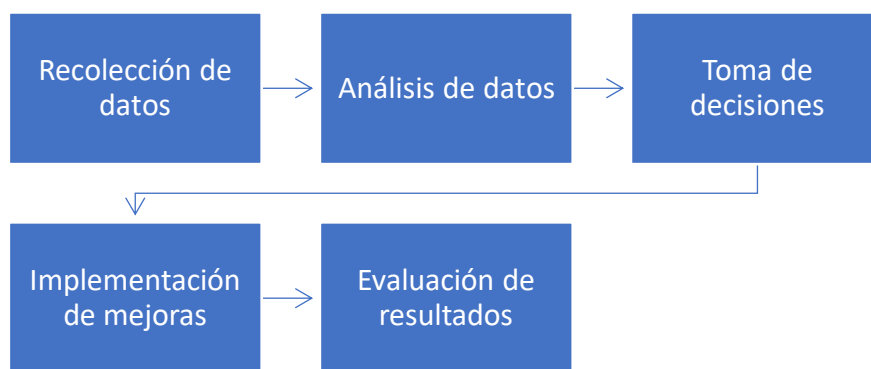 Recolección de
datos
Análisis de datos
Toma de
decisiones
Implementación
de mejoras
Evaluación de
resultados